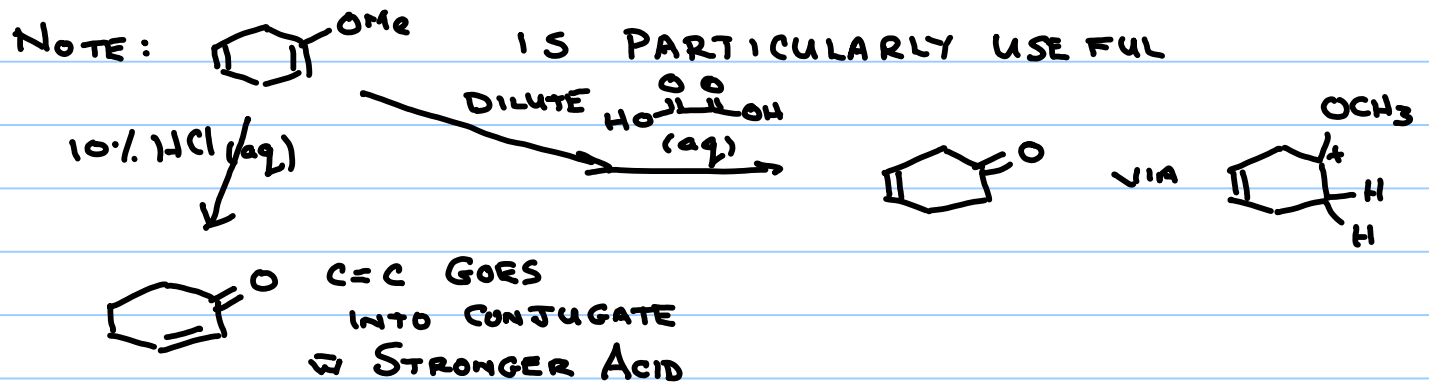 NOTE: OMe IS PARTICULARLY USEFUL
DILUTE HO O O OH
(aq)
10% HCl (aq)
O VIA OCH3
+
H
H
O C=C GOES
INTO CONJUGATE
w STRONGER ACID